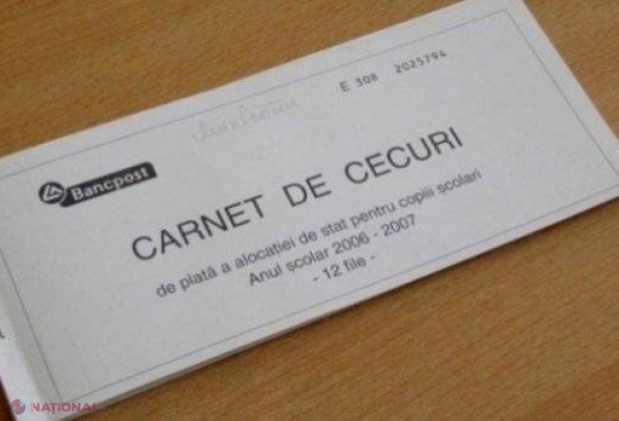 E 308 2025794
Bancpost
CARNET DE CECURI
de plată a alocației de stat pentru copiii școlari
Anul școlar 2006 - 2007
- 12 file -
NATIONAL